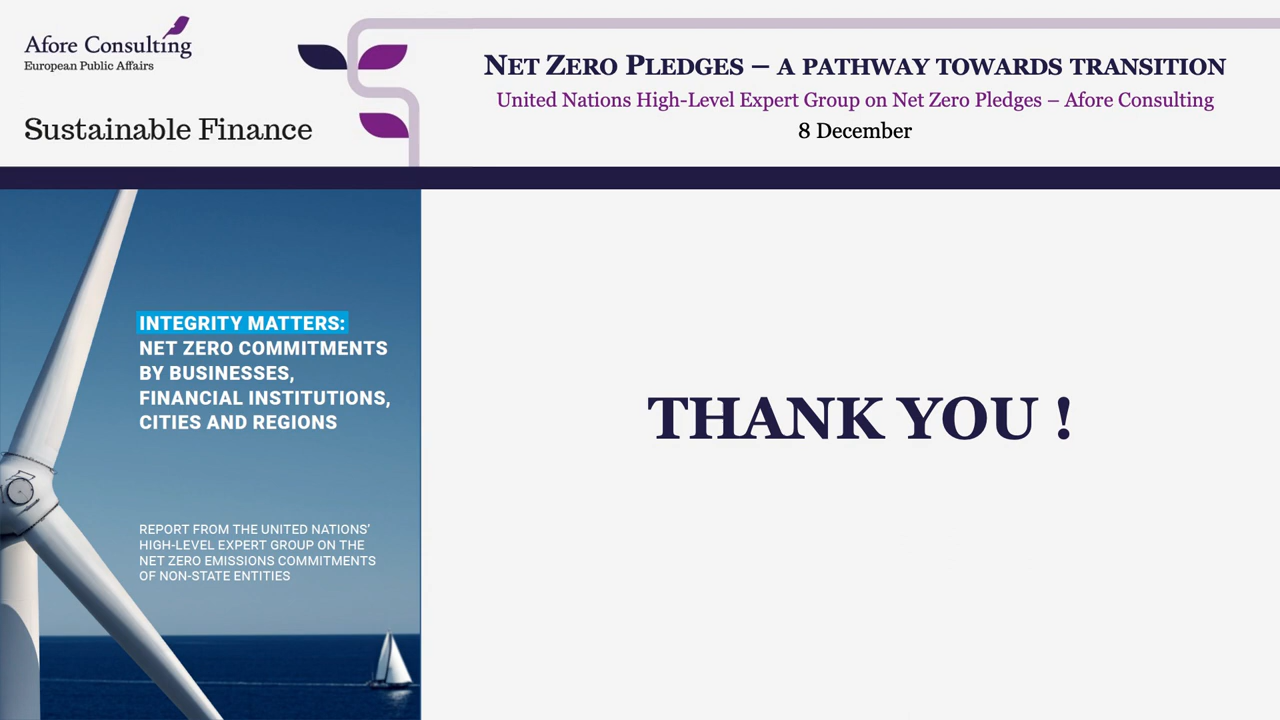 Afore Consulting
European Public Affairs
Sustainable Finance
NET ZERO PLEDGES – A PATHWAY TOWARDS TRANSITION
United Nations High-Level Expert Group on Net Zero Pledges – Afore Consulting
8 December
INTEGRITY MATTERS:
NET ZERO COMMITMENTS
BY BUSINESSES,
FINANCIAL INSTITUTIONS,
CITIES AND REGIONS
REPORT FROM THE UNITED NATIONS’
HIGH-LEVEL EXPERT GROUP ON THE
NET ZERO EMISSIONS COMMITMENTS
OF NON-STATE ENTITIES
THANK YOU !